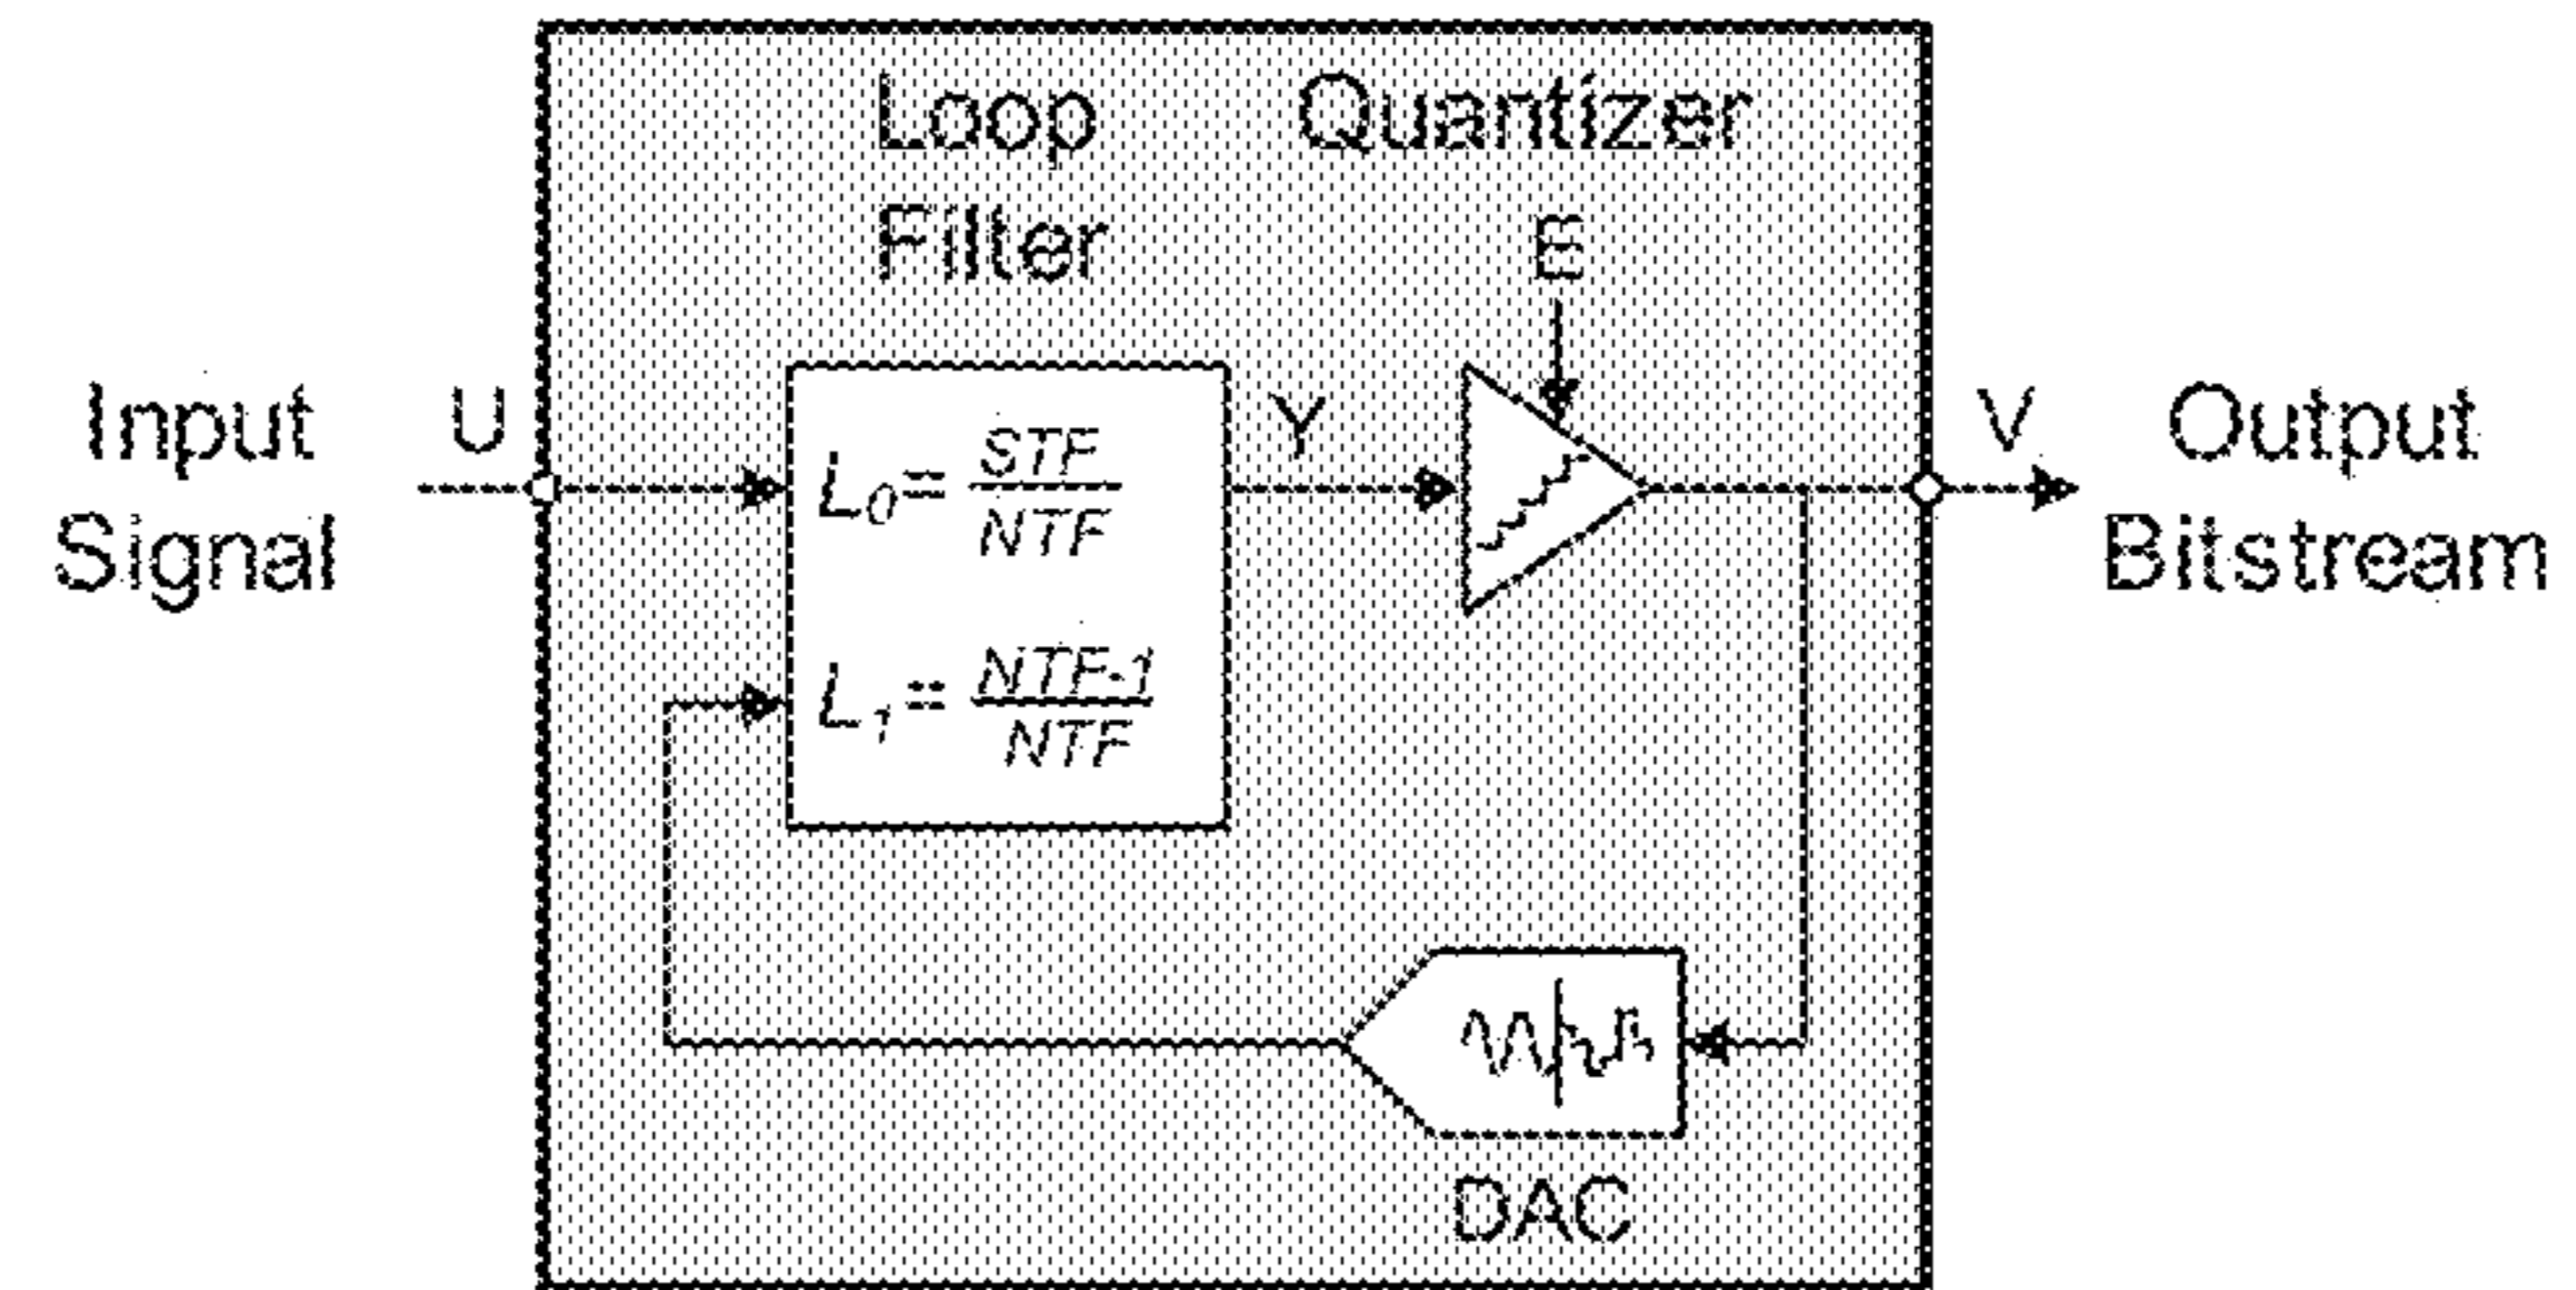 Loop
Filter
Quantizer
E
Input
Signal
U
L₀= STF
NTF
L₁= NTF-1
NTF
Y
V
Output
Bitstream
DAC